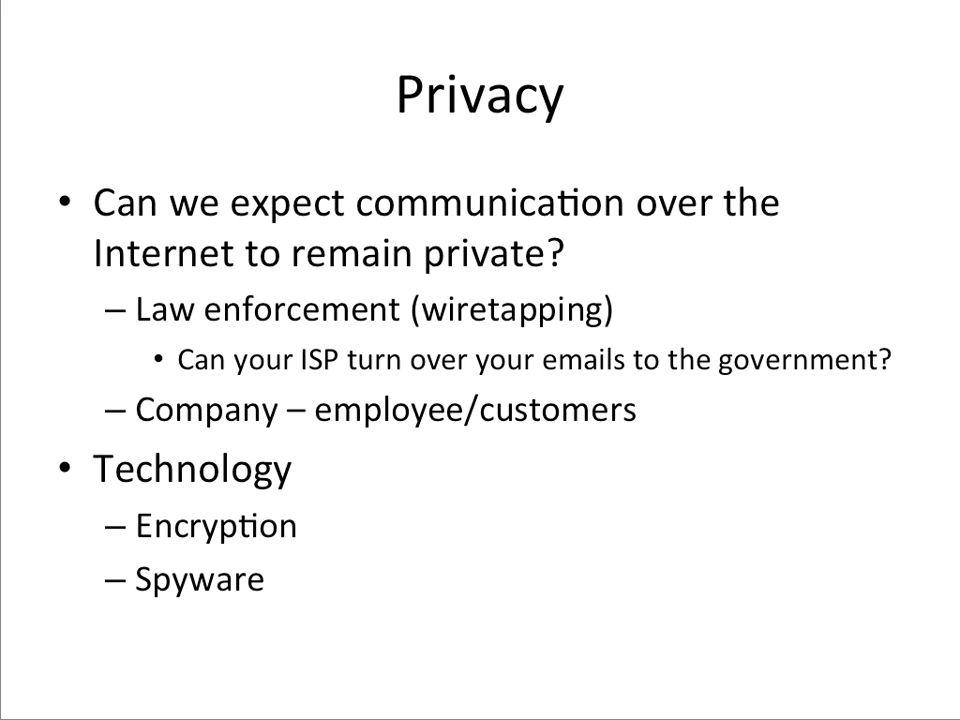 Privacy
• Can we expect communication over the
Internet to remain private?
– Law enforcement (wiretapping)
• Can your ISP turn over your emails to the government?
– Company – employee/customers
• Technology
– Encryption
– Spyware